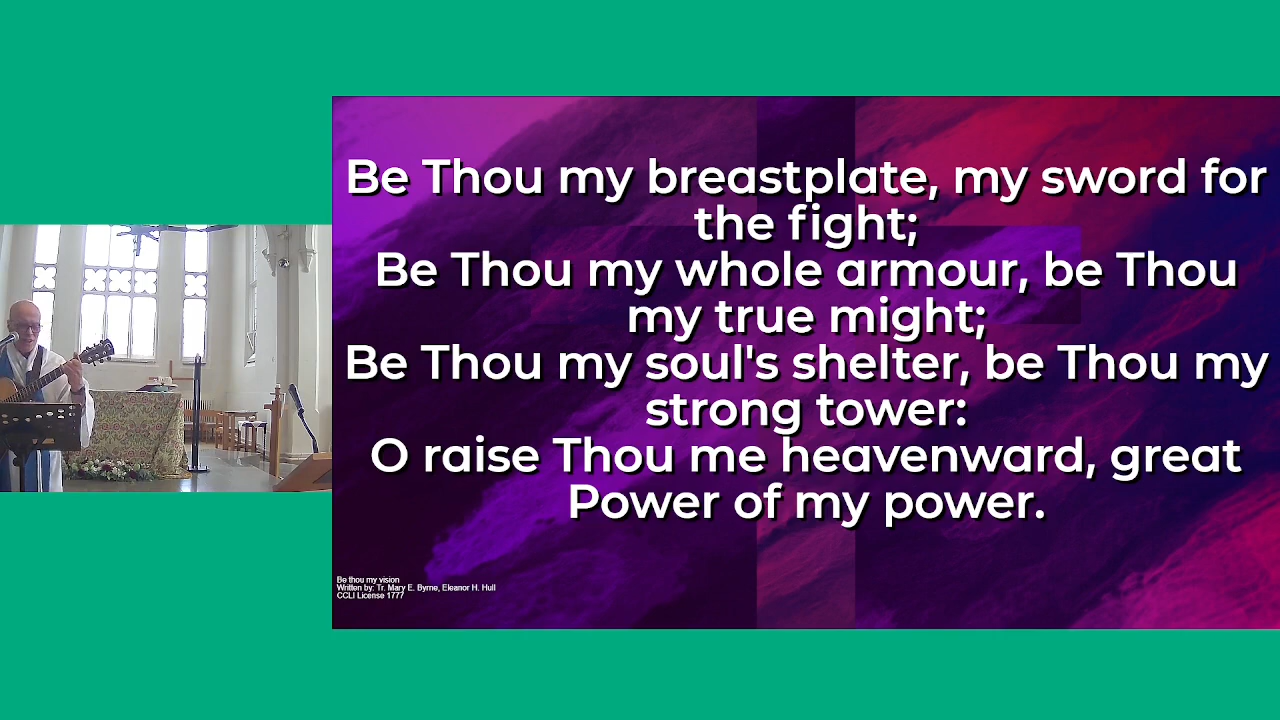 Be Thou my breastplate, my sword for
the fight;
Be Thou my whole armour, be Thou
my true might;
Be Thou my soul's shelter, be Thou my
strong tower:
O raise Thou me heavenward, great
Power of my power.
Be thou my vision
Written by: Tr. Mary E. Byrne, Eleanor H. Hull
CCLI License 1777